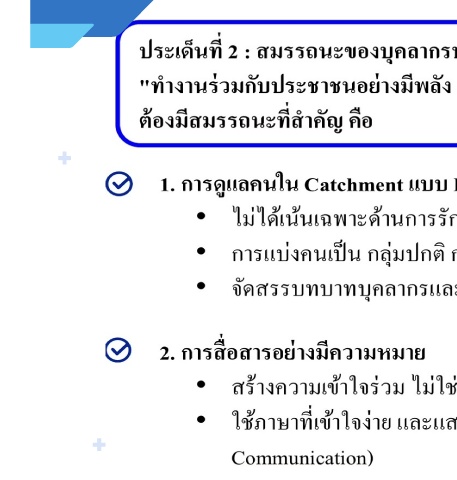 ประเด็นที่ 2 : สมรรถนะของบุคลากร
"ทำงานร่วมกับประชาชนอย่างมีพลัง
ต้องมีสมรรถนะที่สำคัญ คือ
1. การดูแลคนใน Catchment แบบ
• ไม่ได้เน้นเฉพาะด้านการรัก
• การแบ่งคนเป็น กลุ่มปกติ
• จัดสรรบทบาทบุคลากรและ
2. การสื่อสารอย่างมีความหมาย
• สร้างความเข้าใจร่วม ไม่ใช่
• ใช้ภาษาที่เข้าใจง่าย และแส
Communication)